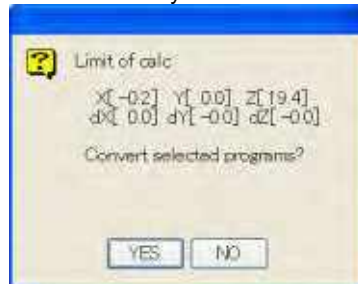 Limit of calc
X[-0.2] Y[ 0.0] Z[19.4]
dX[ 0.0] dY[-0.0] dZ[-0.0]
Convert selected programs?
YES NO